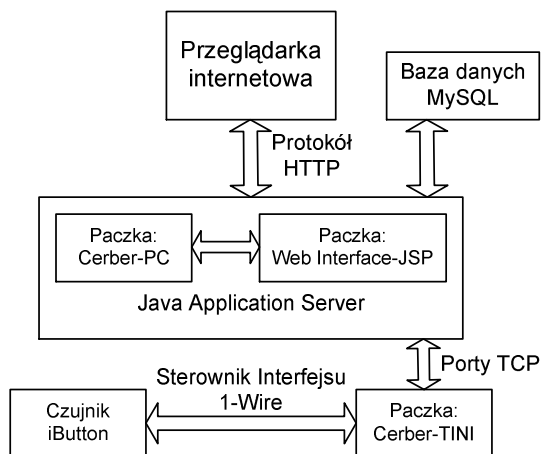 Przeglądarka
internetowa
Baza danych
MySQL
Protokół
HTTP
Paczka:
Cerber-PC
Paczka:
Web Interface-JSP
Java Application Server
Porty TCP
Sterownik Interfejsu
1-Wire
Czujnik
iButton
Paczka:
Cerber-TINI